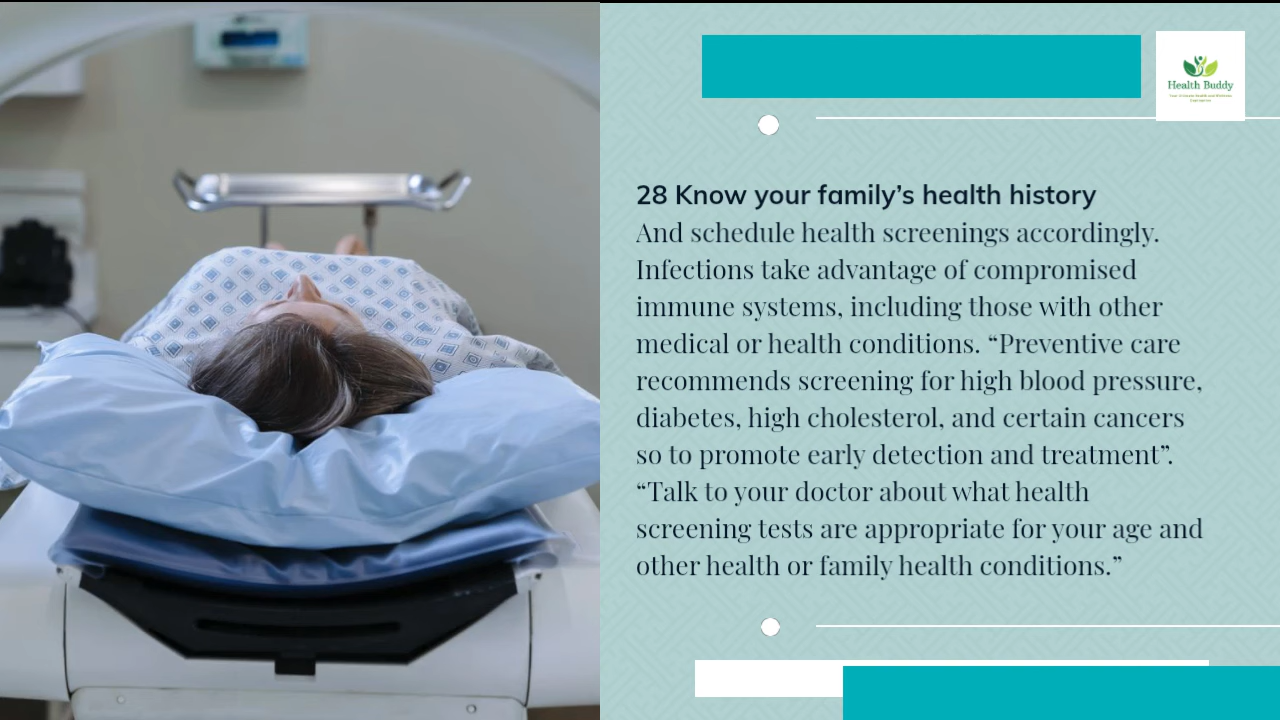 Health Buddy
28 Know your family’s health history
And schedule health screenings accordingly.
Infections take advantage of compromised
immune systems, including those with other
medical or health conditions. “Preventive care
recommends screening for high blood pressure,
diabetes, high cholesterol, and certain cancers
so to promote early detection and treatment”.
“Talk to your doctor about what health
screening tests are appropriate for your age and
other health or family health conditions.”